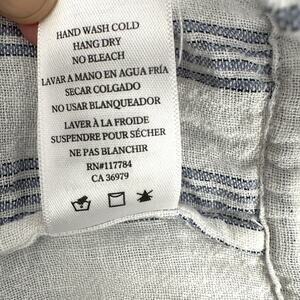 HAND WASH COLD
HANG DRY
NO BLEACH
LAVAR A MANO EN AGUA FRÍA
SECAR COLGADO
NO USAR BLANQUEADOR
LAVER À LA FROIDE
SUSPENDRE POUR SÉCHER
NE PAS BLANCHIR
RN#117784
CA 36979